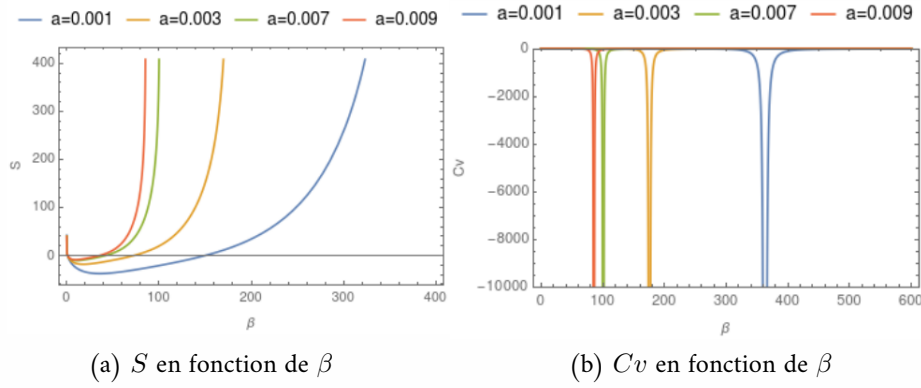 a=0.001 a=0.003 a=0.007 a=0.009
400
300
200
100
0
S
0 100 200 300 400
β
(a) S en fonction de β
a=0.001 a=0.003 a=0.007 a=0.009
0
-2000
-4000
-6000
-8000
-10000
Cv
0 100 200 300 400 500 600
β
(b) Cv en fonction de β